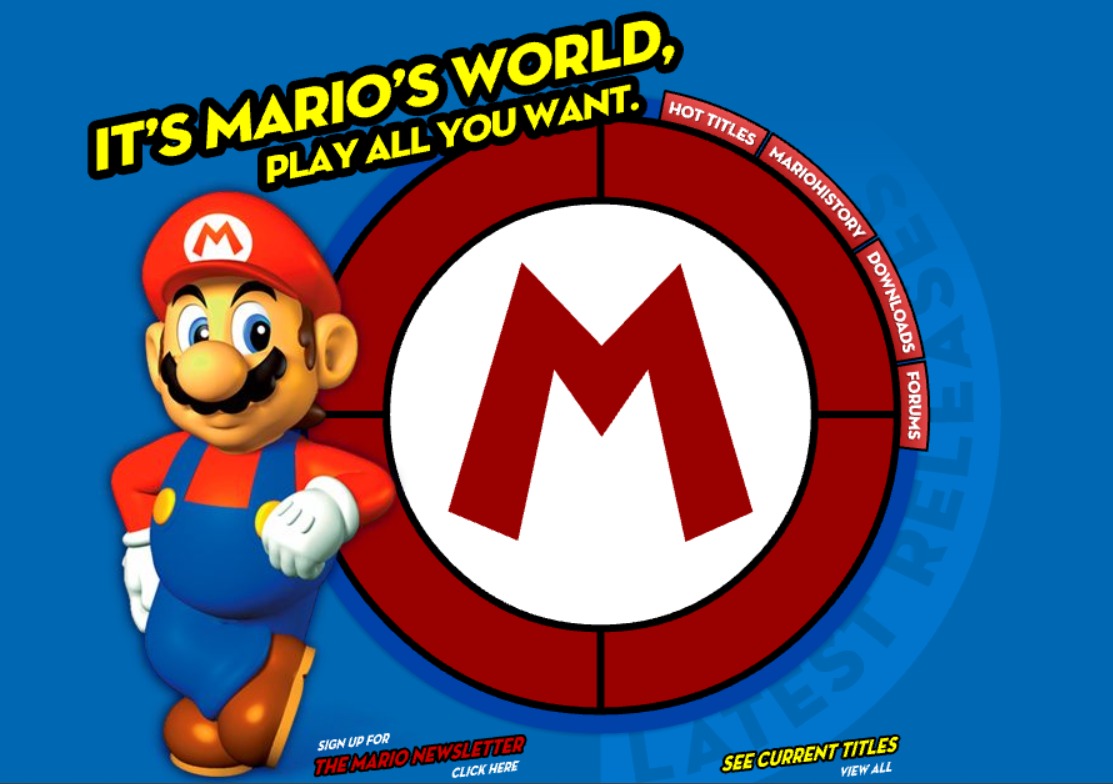 IT'S MARIO'S WORLD,
PLAY ALL YOU WANT.
M
M
HOT TITLES
MARIOHISTORY
DOWNLOADS
FORUMS
LATEST RELEASES
SIGN UP FOR
THE MARIO NEWSLETTER
CLICK HERE
SEE CURRENT TITLES
VIEW ALL